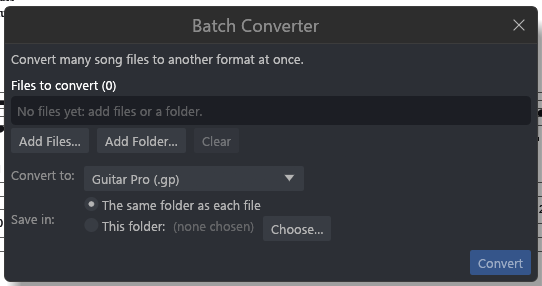 Batch Converter
Convert many song files to another format at once.
Files to convert (0)
No files yet: add files or a folder.
Add Files... Add Folder... Clear
Convert to: Guitar Pro (.gp)
The same folder as each file
Save in:
This folder: (none chosen) Choose...
Convert